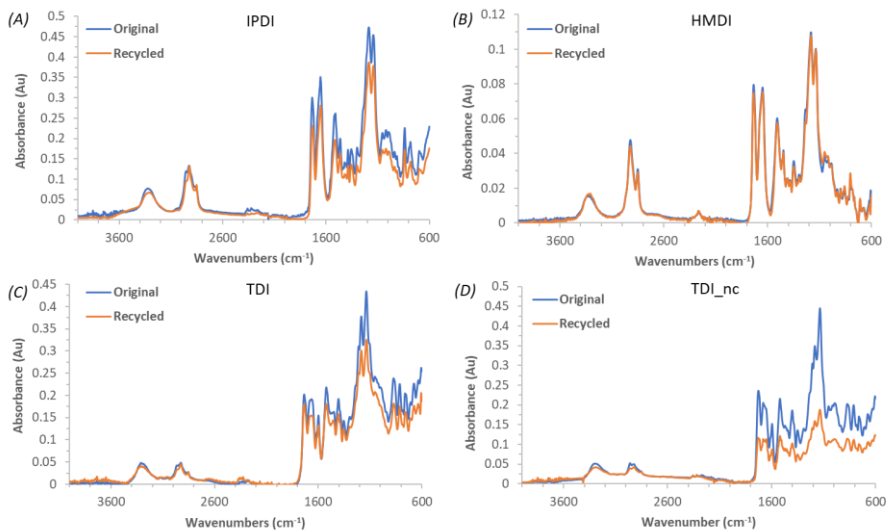 (A)
IPDI
Original
Recycled
Absorbance (Au)
0.5
0.45
0.4
0.35
0.3
0.25
0.2
0.15
0.1
0.05
0
3600 2600 1600 600
Wavenumbers (cm⁻¹)
(B)
HMDI
Original
Recycled
Absorbance (Au)
0.12
0.1
0.08
0.06
0.04
0.02
0
3600 2600 1600 600
Wavenumbers (cm⁻¹)
(C)
TDI
Original
Recycled
Absorbance (Au)
0.45
0.4
0.35
0.3
0.25
0.2
0.15
0.1
0.05
0
3600 2600 1600 600
Wavenumbers (cm⁻¹)
(D)
TDI_nc
Original
Recycled
Absorbance (Au)
0.5
0.45
0.4
0.35
0.3
0.25
0.2
0.15
0.1
0.05
0
3600 2600 1600 600
Wavenumbers (cm⁻¹)